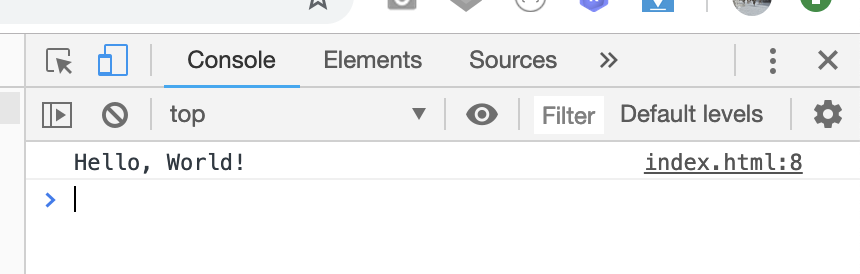 Console Elements Sources
top Filter Default levels
Hello, World! index.html:8